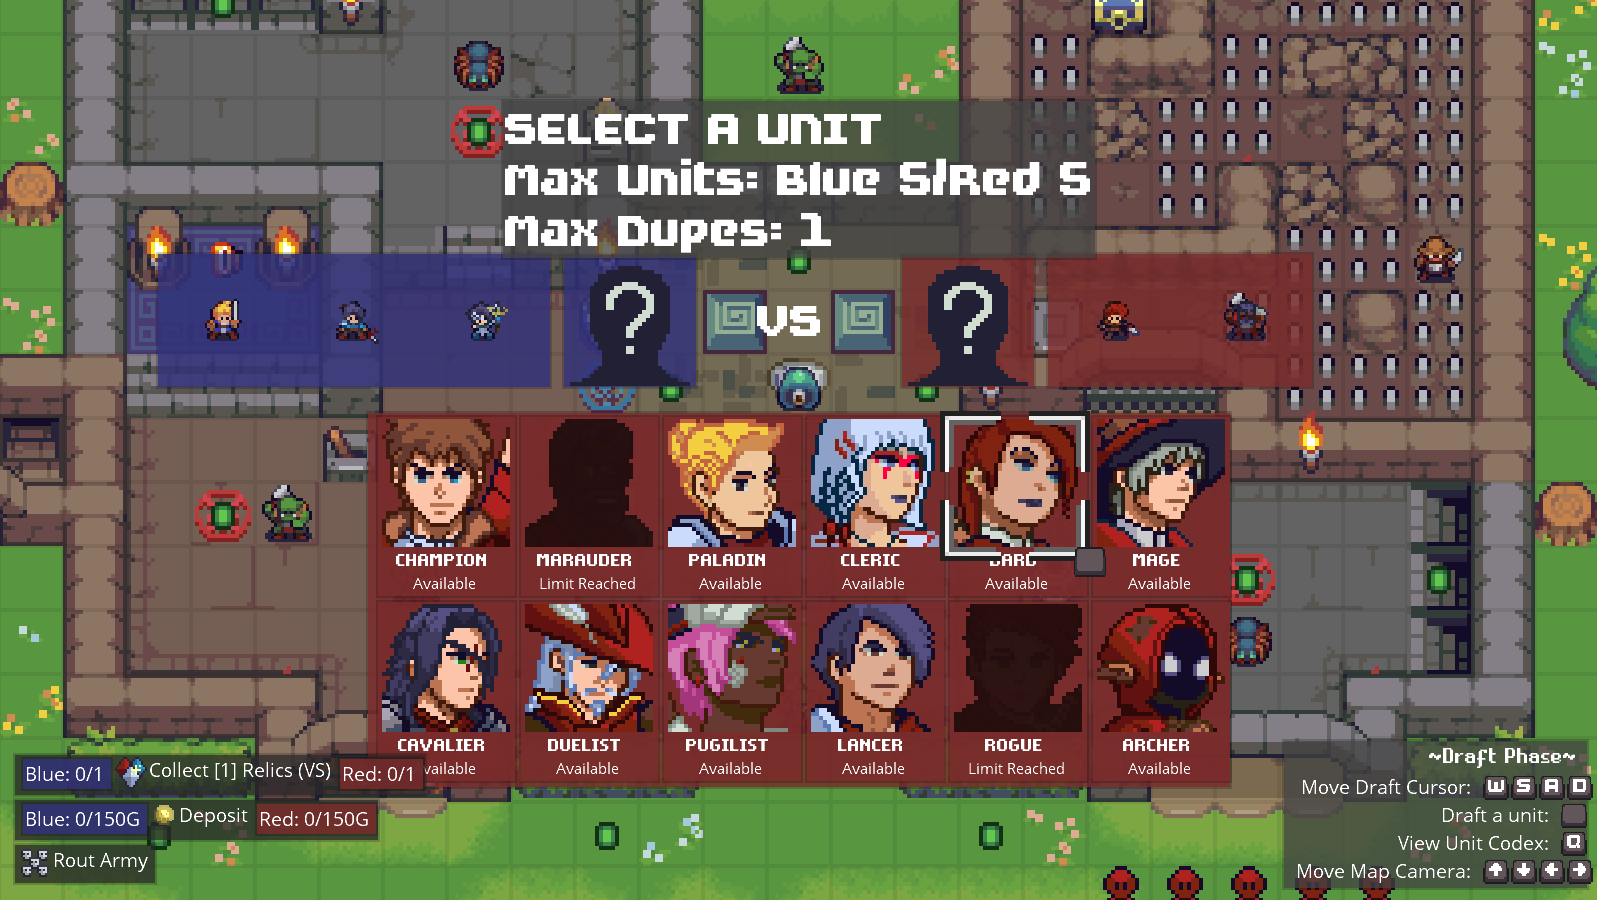 SELECT A UNIT
Max Units: Blue 5/Red 5
Max Dupes: 1
VS
CHAMPION
Available
MARAUDER
Limit Reached
PALADIN
Available
CLERIC
Available
BARD
Available
MAGE
Available
CAVALIER
Available
DUELIST
Available
PUGILIST
Available
LANCER
Available
ROGUE
Limit Reached
ARCHER
Available
Blue: 0/1 Collect [1] Relics (VS) Red: 0/1
Blue: 0/150G Deposit Red: 0/150G
Rout Army
~Draft Phase~
Move Draft Cursor: W S A D
Draft a unit:
View Unit Codex: Q
Move Map Camera: ↑ ↓ ← →